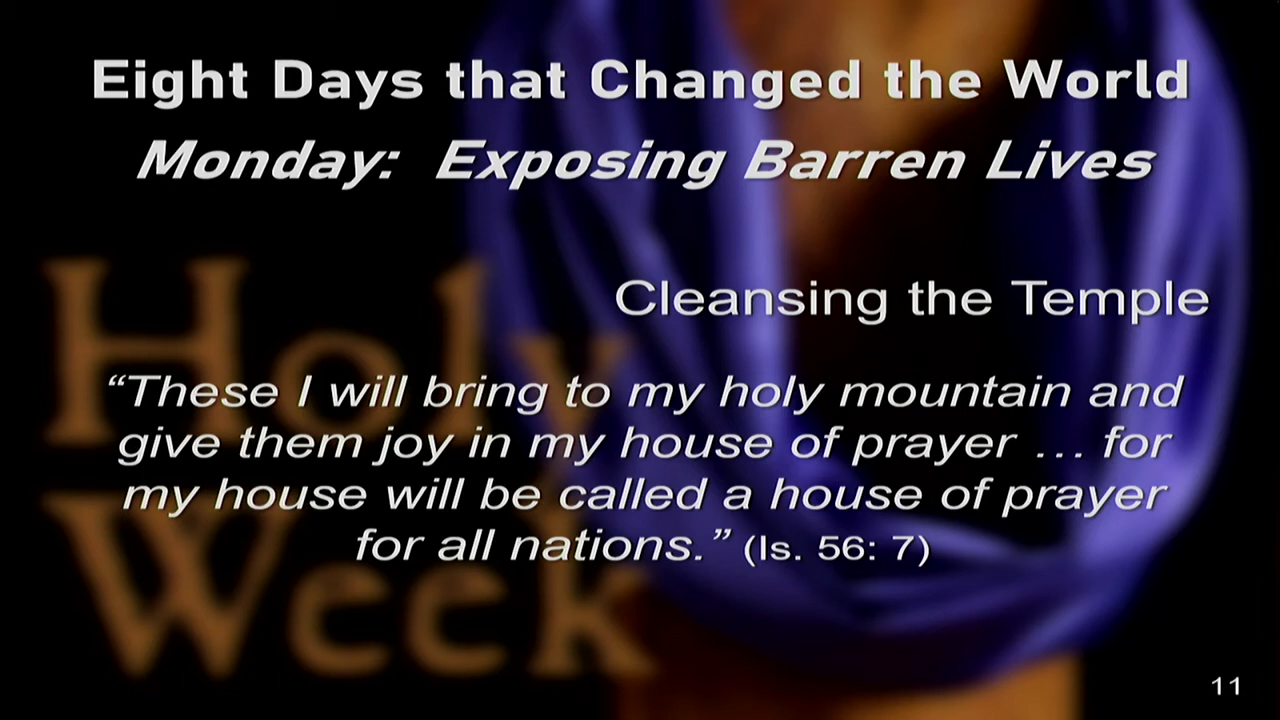 Eight Days that Changed the World
Monday: Exposing Barren Lives
Cleansing the Temple
“These I will bring to my holy mountain and
give them joy in my house of prayer … for
my house will be called a house of prayer
for all nations.” (Is. 56: 7)
Holy
Week
11